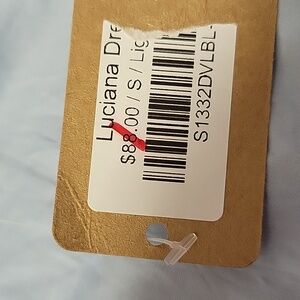 Luciana Dre
$88.00 / S / Lig
S1332DVLBL-